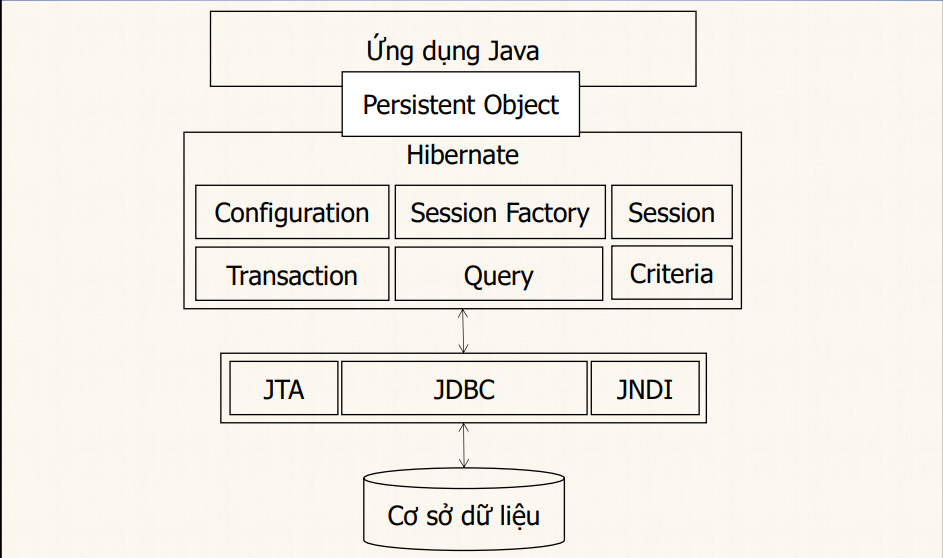 Ứng dụng Java
Persistent Object
Hibernate
Configuration
Session Factory
Session
Transaction
Query
Criteria
JTA
JDBC
JNDI
Cơ sở dữ liệu